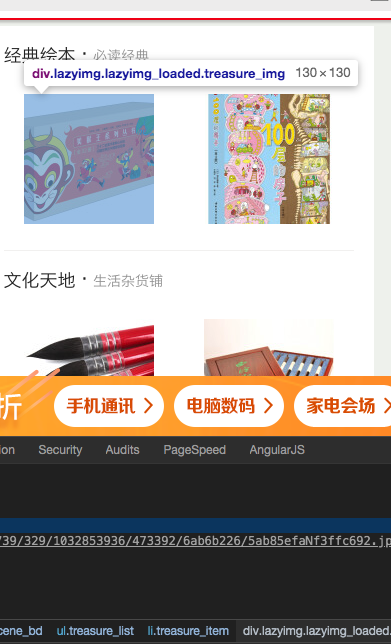 经典绘本 · 必读经典
div.lazyimg.lazyimg_loaded.treasure_img 130 × 130
100
文化天地 · 生活杂货铺
折
手机通讯 >
电脑数码 >
家电会场 >
ion Security Audits PageSpeed AngularJS
/39/329/1032853936/473392/6ab6b226/5ab85efaNf3ffc692.jp
cene_bd ul.treasure_list li.treasure_item div.lazyimg.lazyimg_loaded.